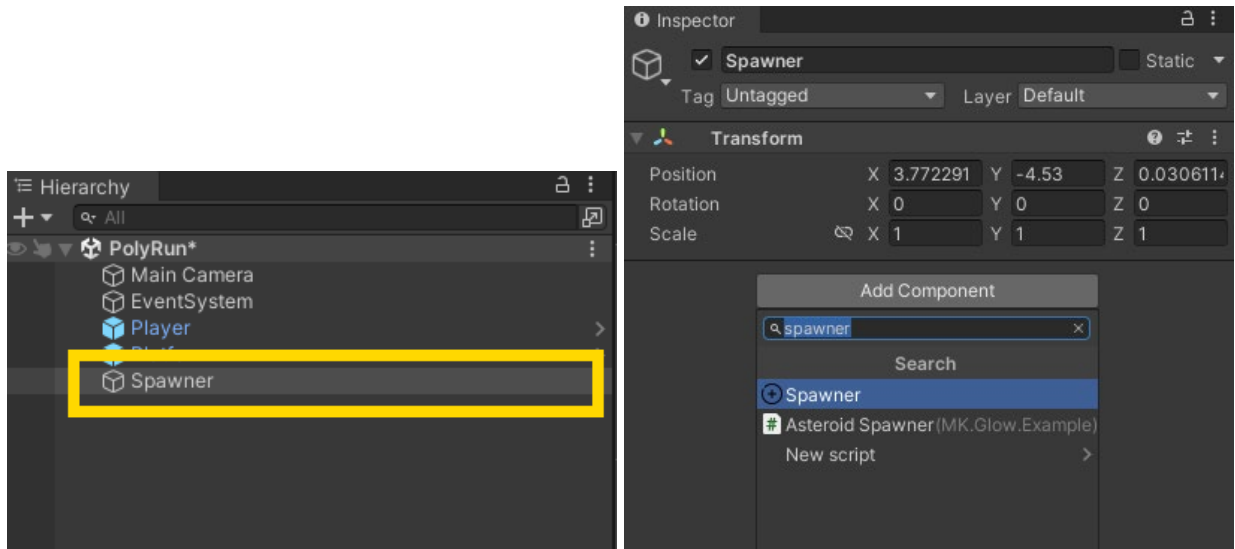 Hierarchy
All
PolyRun*
Main Camera
EventSystem
Player
Spawner
Inspector
Spawner
Static
Tag Untagged Layer Default
Transform
Position X 3.772291 Y -4.53 Z 0.030611
Rotation X 0 Y 0 Z 0
Scale X 1 Y 1 Z 1
Add Component
spawner
Search
Spawner
# Asteroid Spawner (MK.Glow.Example)
New script